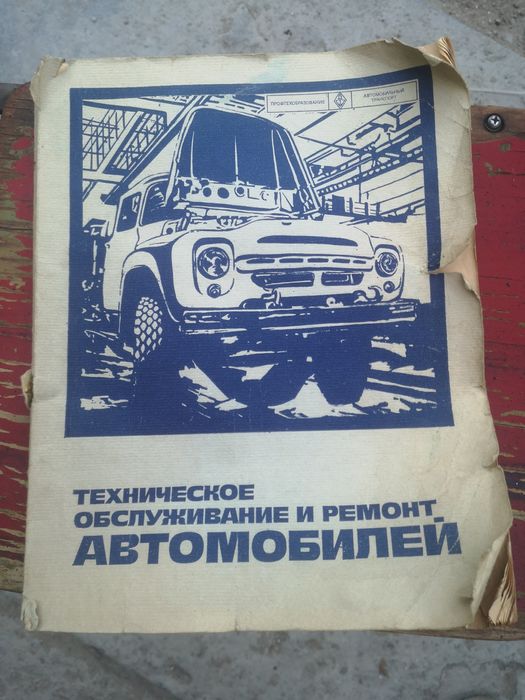 ПРОФТЕХОБРАЗОВАНИЕ
АВТОМОБИЛЬНЫЙ
ТРАНСПОРТ
ТЕХНИЧЕСКОЕ
ОБСЛУЖИВАНИЕ И РЕМОНТ
АВТОМОБИЛЕЙ